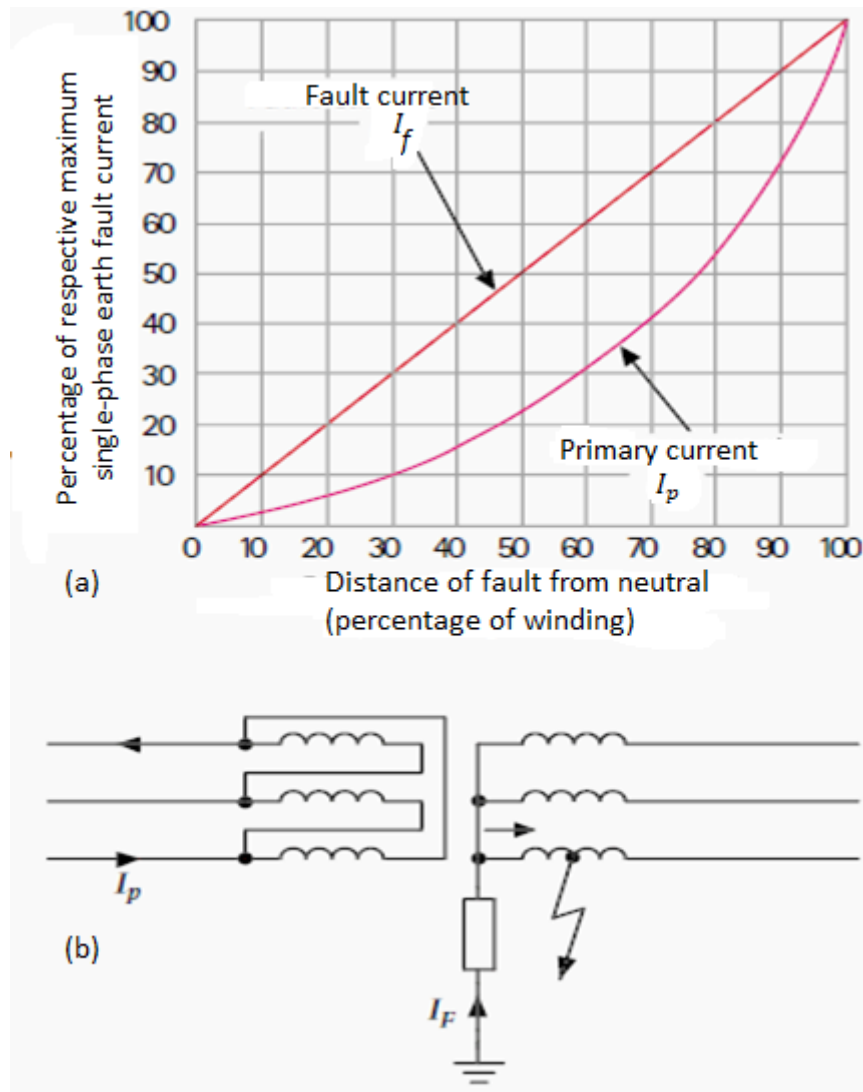 100
90
80
70
60
50
40
30
20
10
Percentage of respective maximum
single-phase earth fault current
Fault current
I_f
Primary current
I_p
0 10 20 30 40 50 60 70 80 90 100
(a)
Distance of fault from neutral
(percentage of winding)
I_p
(b)
I_F